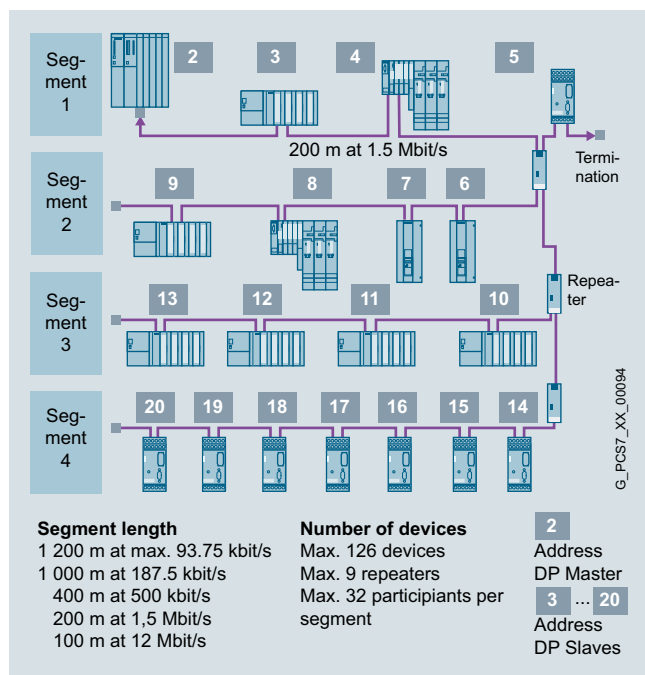 Seg-
ment
1
2
3
4
5
200 m at 1.5 Mbit/s
Termi-
nation
Seg-
ment
2
9
8
7
6
Repea-
ter
Seg-
ment
3
13
12
11
10
Seg-
ment
4
20
19
18
17
16
15
14
G_PCS7_XX_00094
Segment length
1 200 m at max. 93.75 kbit/s
1 000 m at 187.5 kbit/s
400 m at 500 kbit/s
200 m at 1,5 Mbit/s
100 m at 12 Mbit/s
Number of devices
Max. 126 devices
Max. 9 repeaters
Max. 32 participiants per
segment
2
Address
DP Master
3 ... 20
Address
DP Slaves